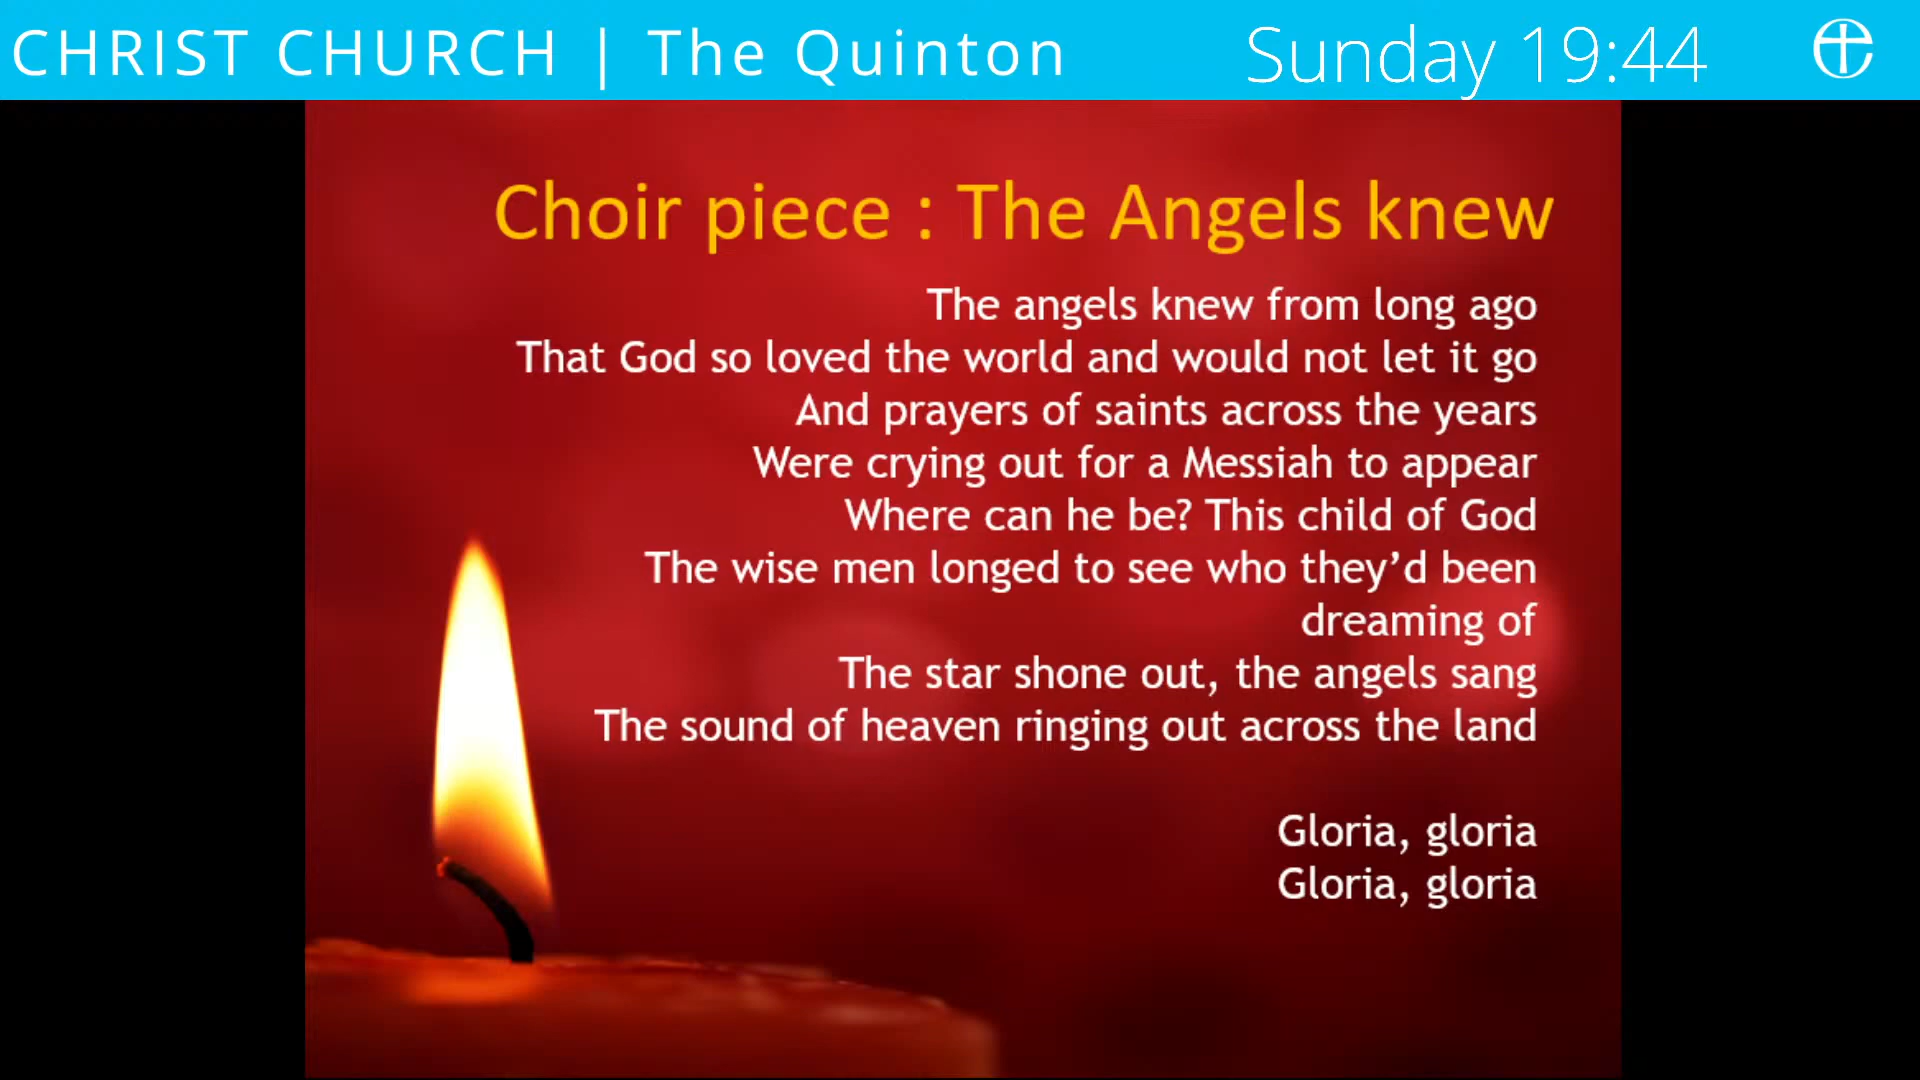 CHRIST CHURCH | The Quinton
Sunday 19:44
Choir piece : The Angels knew
The angels knew from long ago
That God so loved the world and would not let it go
And prayers of saints across the years
Were crying out for a Messiah to appear
Where can he be? This child of God
The wise men longed to see who they’d been
dreaming of
The star shone out, the angels sang
The sound of heaven ringing out across the land
Gloria, gloria
Gloria, gloria